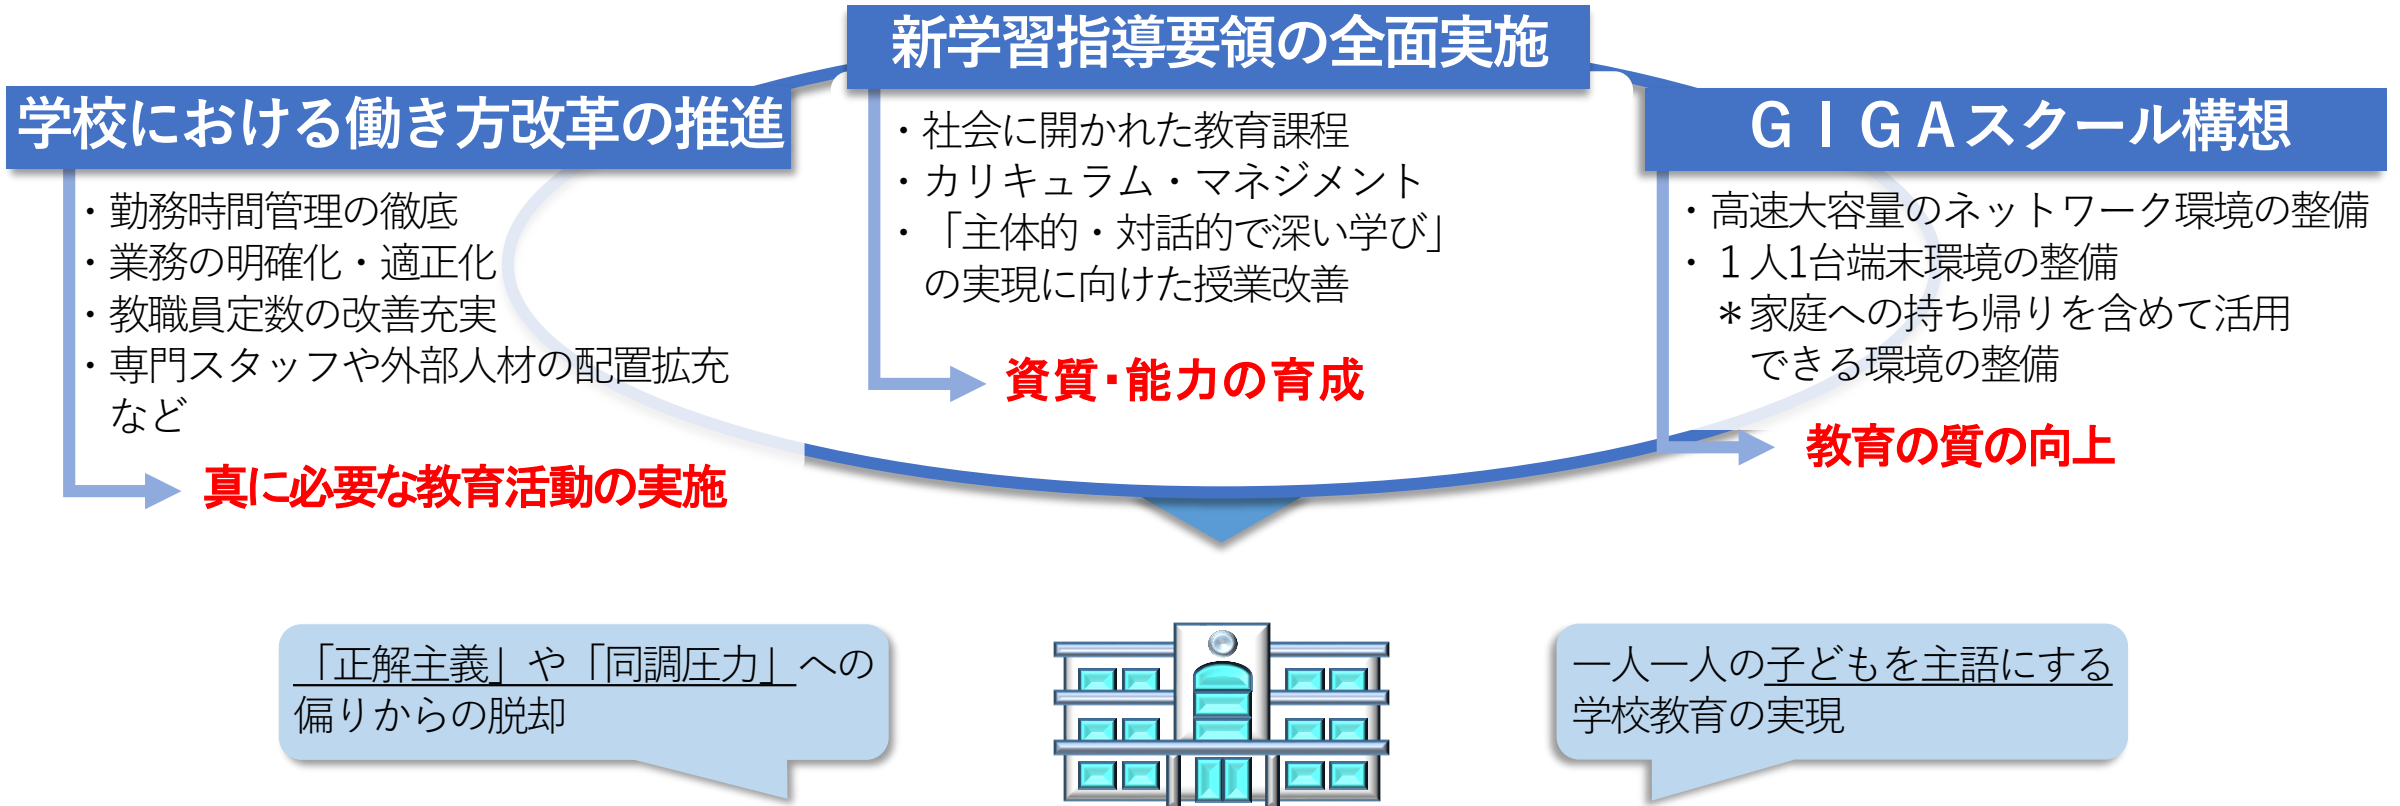 新学習指導要領の全面実施
学校における働き方改革の推進
ＧＩＧＡスクール構想
・勤務時間管理の徹底
・業務の明確化・適正化
・教職員定数の改善充実
・専門スタッフや外部人材の配置拡充
など
真に必要な教育活動の実施
・社会に開かれた教育課程
・カリキュラム・マネジメント
・「主体的・対話的で深い学び」
の実現に向けた授業改善
資質・能力の育成
・高速大容量のネットワーク環境の整備
・１人1台端末環境の整備
＊家庭への持ち帰りを含めて活用
できる環境の整備
教育の質の向上
「正解主義」や「同調圧力」への
偏りからの脱却
一人一人の子どもを主語にする
学校教育の実現